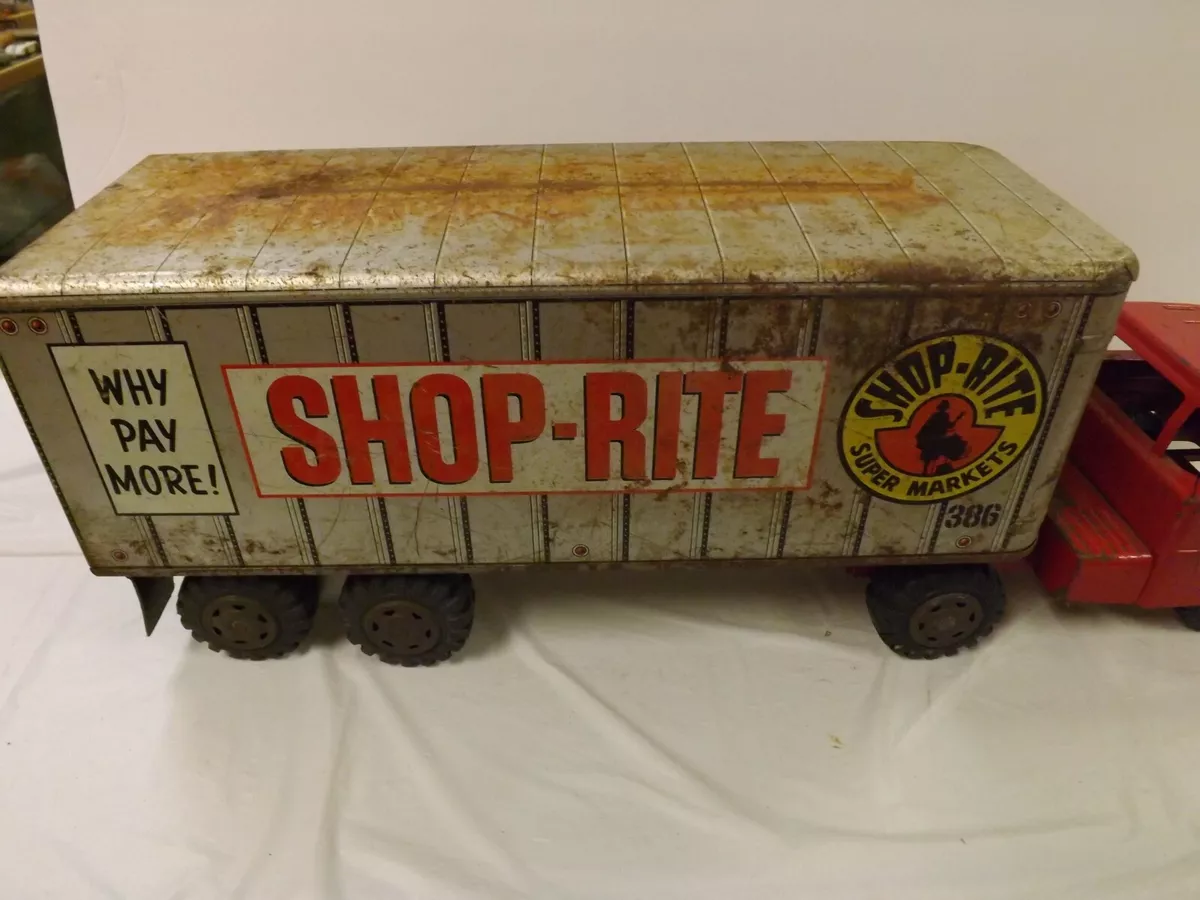 WHY
PAY
MORE!
SHOP-RITE
SHOP-RITE
SUPER MARKETS
386